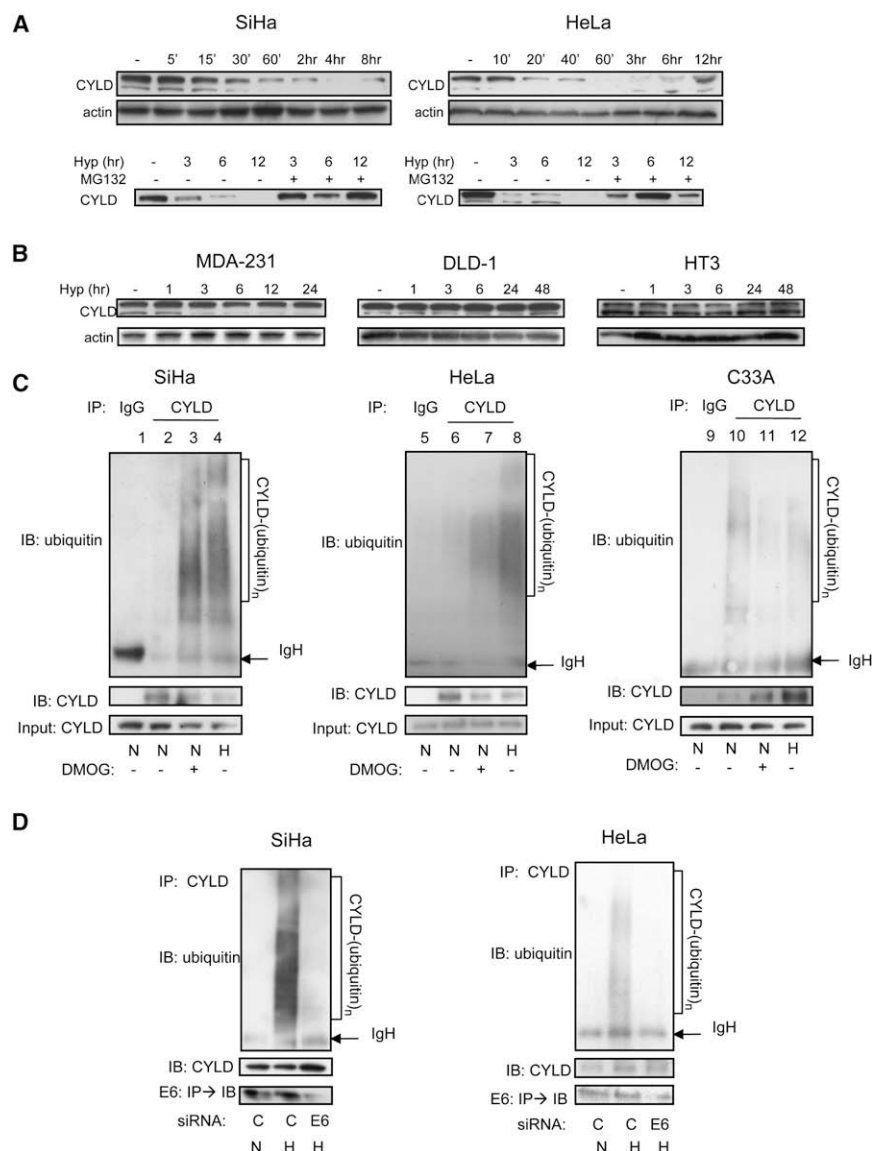 A
SiHa
- 5' 15' 30' 60' 2hr 4hr 8hr
CYLD
actin
Hyp (hr) - 3 6 12 3 6 12
MG132 - - - - + + +
CYLD
HeLa
- 10' 20' 40' 60' 3hr 6hr 12hr
CYLD
actin
Hyp (hr) - 3 6 12 3 6 12
MG132 - - - - + + +
CYLD
B
MDA-231
Hyp (hr) - 1 3 6 12 24
CYLD
actin
DLD-1
- 1 3 6 24 48
HT3
- 1 3 6 24 48
C
SiHa
IP: IgG CYLD
1 2 3 4
IB: ubiquitin
CYLD-(ubiquitin)n
IgH
IB: CYLD
Input: CYLD
N N N H
DMOG: - - + -
HeLa
IP: IgG CYLD
5 6 7 8
IB: ubiquitin
CYLD-(ubiquitin)n
IgH
IB: CYLD
Input: CYLD
N N N H
- - + -
C33A
IP: IgG CYLD
9 10 11 12
IB: ubiquitin
CYLD-(ubiquitin)n
IgH
IB: CYLD
Input: CYLD
N N N H
DMOG: - - + -
D
SiHa
IP: CYLD
IB: ubiquitin
CYLD-(ubiquitin)n
IgH
IB: CYLD
E6: IP→ IB
siRNA: C C E6
N H H
HeLa
IP: CYLD
IB: ubiquitin
CYLD-(ubiquitin)n
IgH
IB: CYLD
E6: IP→ IB
siRNA: C C E6
N H H